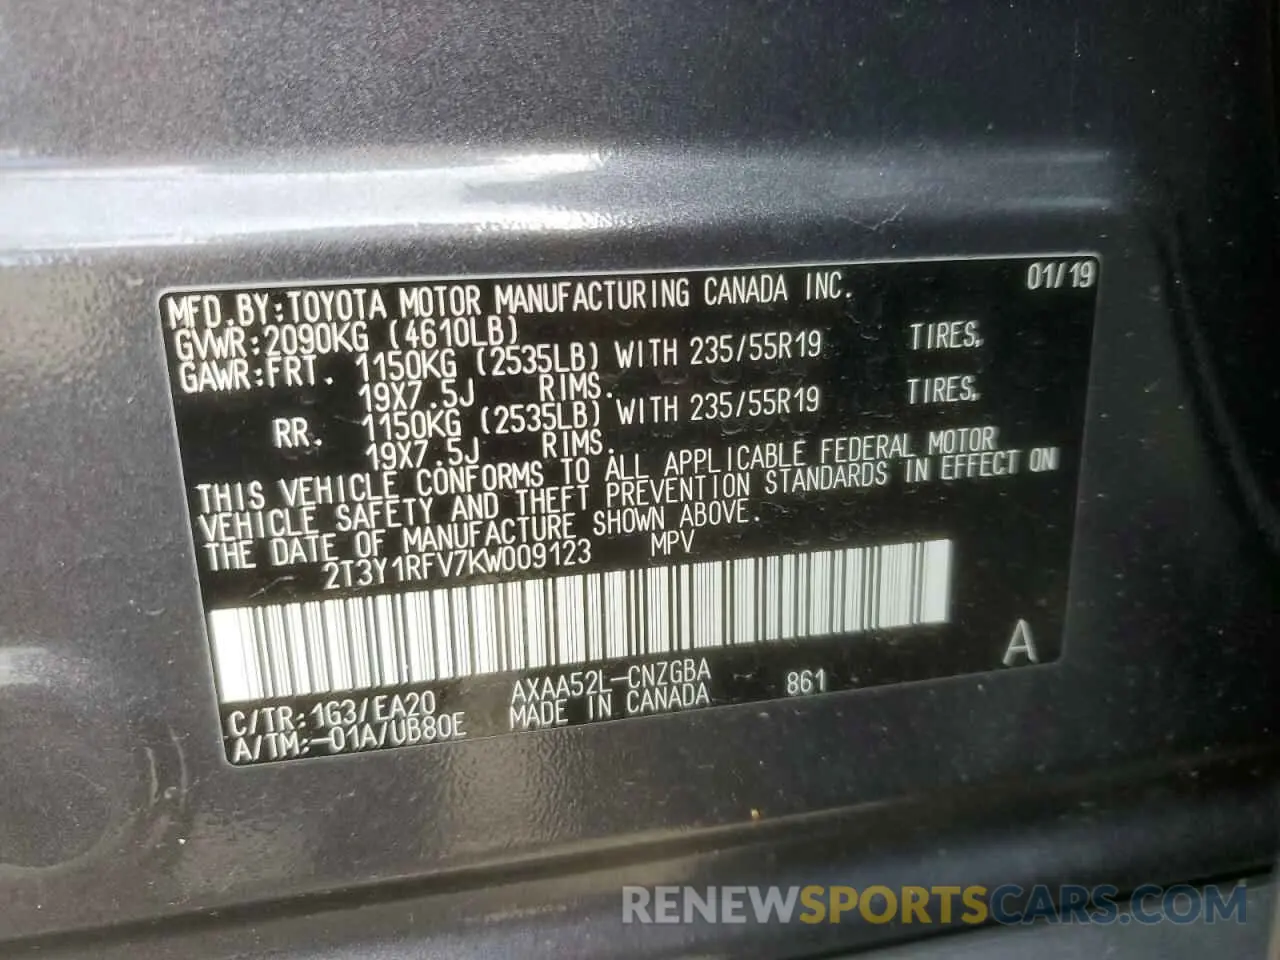 MFD.BY:TOYOTA MOTOR MANUFACTURING CANADA INC. 01/19
GVWR:2090KG (4610LB)
GAWR:FRT. 1150KG (2535LB) WITH 235/55R19 TIRES,
19X7.5J RIMS.
RR. 1150KG (2535LB) WITH 235/55R19 TIRES,
19X7.5J RIMS.
THIS VEHICLE CONFORMS TO ALL APPLICABLE FEDERAL MOTOR
VEHICLE SAFETY AND THEFT PREVENTION STANDARDS IN EFFECT ON
THE DATE OF MANUFACTURE SHOWN ABOVE.
2T3Y1RFV7KW009123 MPV
A
C/TR:1G3/EA20 AXAA52L-CNZGBA 861
A/TM:-01A/UB80E MADE IN CANADA
RENEWSPORTSCARS.COM